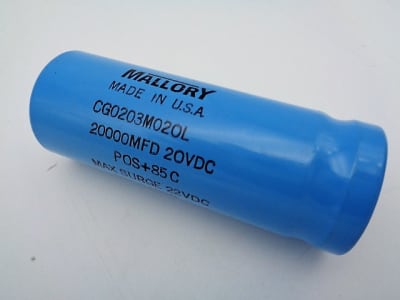 MALLORY
MADE IN U.S.A
CG0203M020L
20000MFD 20VDC
POS+85C
MAX SURGE 22VDC